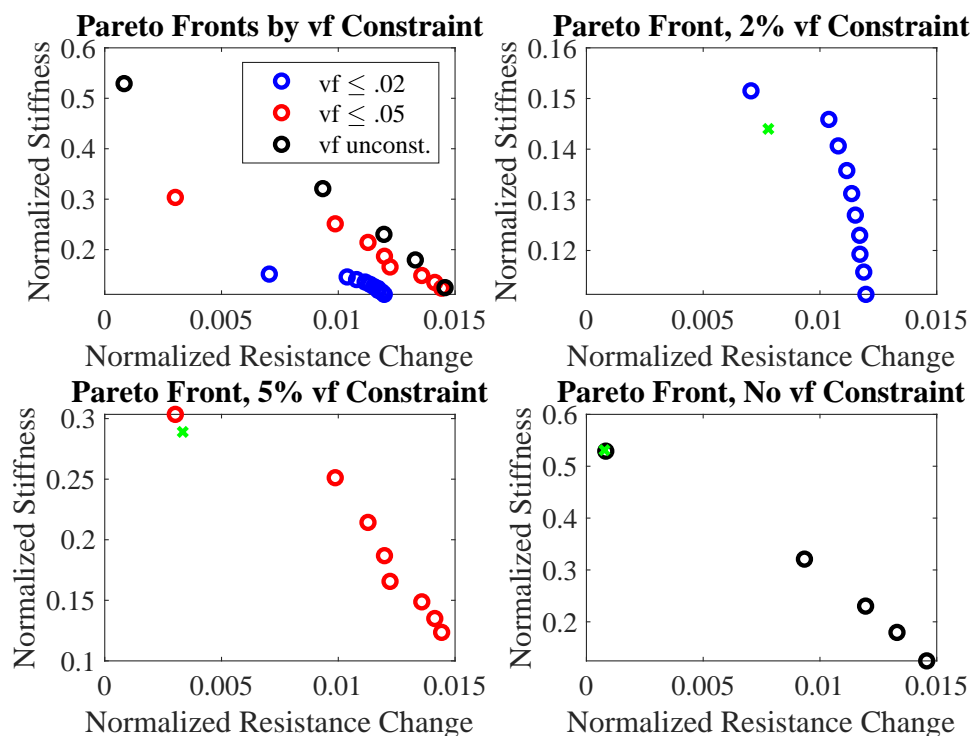 Pareto Fronts by vf Constraint
0.6
0.5
0.4
0.3
0.2
Normalized Stiffness
vf ≤ .02
vf ≤ .05
vf unconst.
0
0.005
0.01
0.015
Normalized Resistance Change
Pareto Front, 2% vf Constraint
0.16
0.15
0.14
0.13
0.12
Normalized Stiffness
0
0.005
0.01
0.015
Normalized Resistance Change
Pareto Front, 5% vf Constraint
0.3
0.25
0.2
0.15
0.1
Normalized Stiffness
0
0.005
0.01
0.015
Normalized Resistance Change
Pareto Front, No vf Constraint
0.6
0.5
0.4
0.3
0.2
Normalized Stiffness
0
0.005
0.01
0.015
Normalized Resistance Change